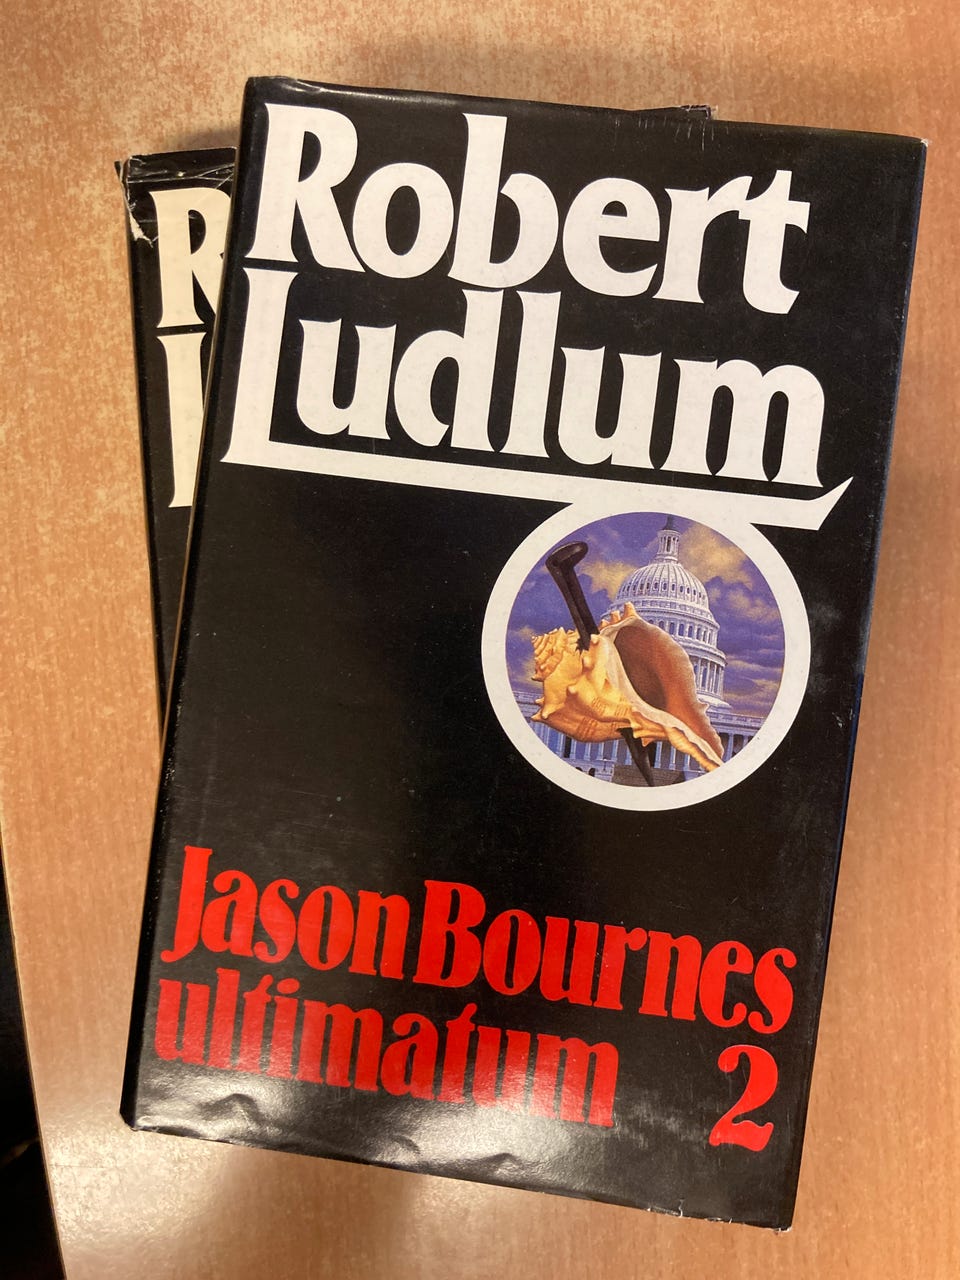 Robert
Ludlum
Jason Bournes
ultimatum 2
R
L